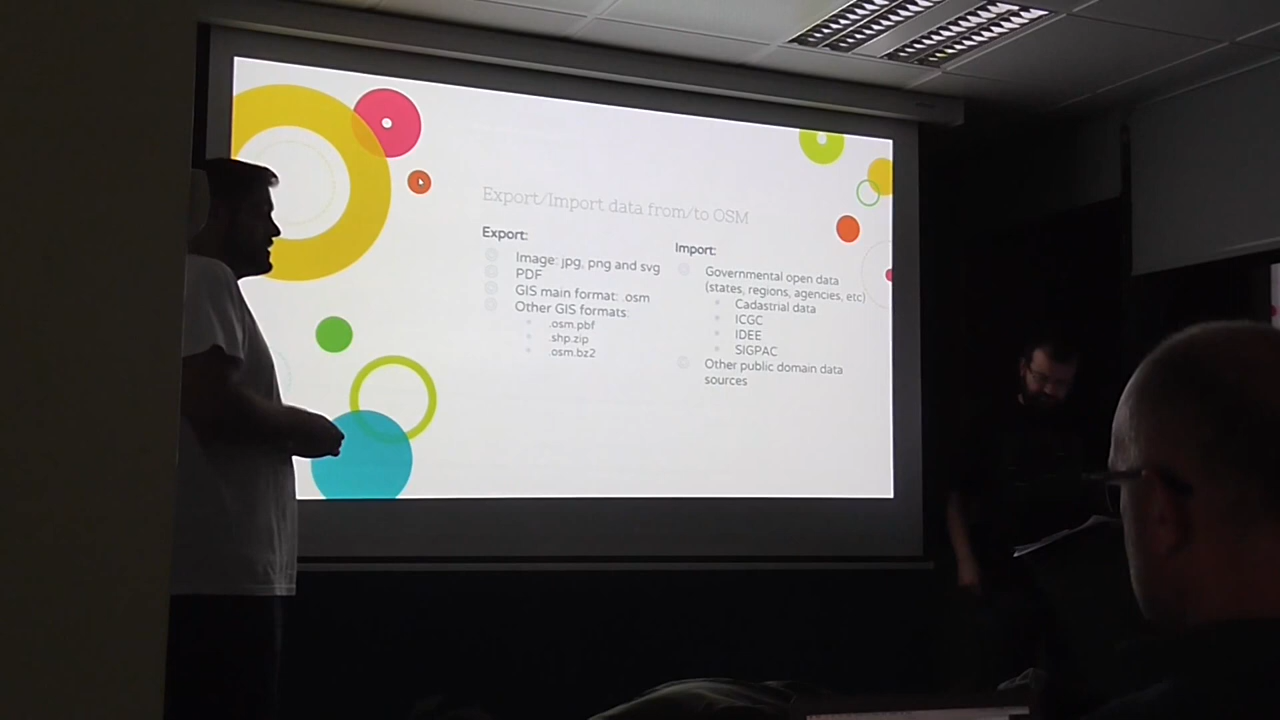 Export/Import data from/to OSM
Export:
Image: jpg, png and svg
PDF
GIS main format: .osm
Other GIS formats:
.osm.pbf
.shp.zip
.osm.bz2
Import:
Governmental open data
(states, regions, agencies, etc)
Cadastrial data
ICGC
IDEE
SIGPAC
Other public domain data
sources